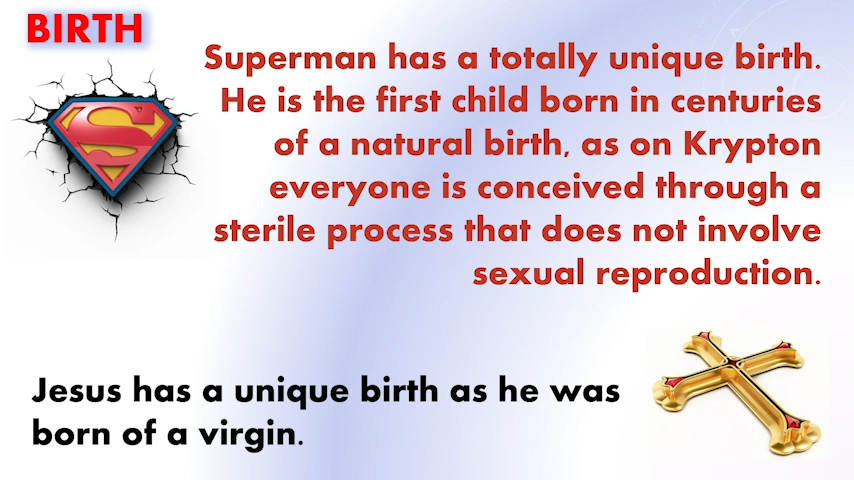 BIRTH
Superman has a totally unique birth.
He is the first child born in centuries
of a natural birth, as on Krypton
everyone is conceived through a
sterile process that does not involve
sexual reproduction.
Jesus has a unique birth as he was
born of a virgin.